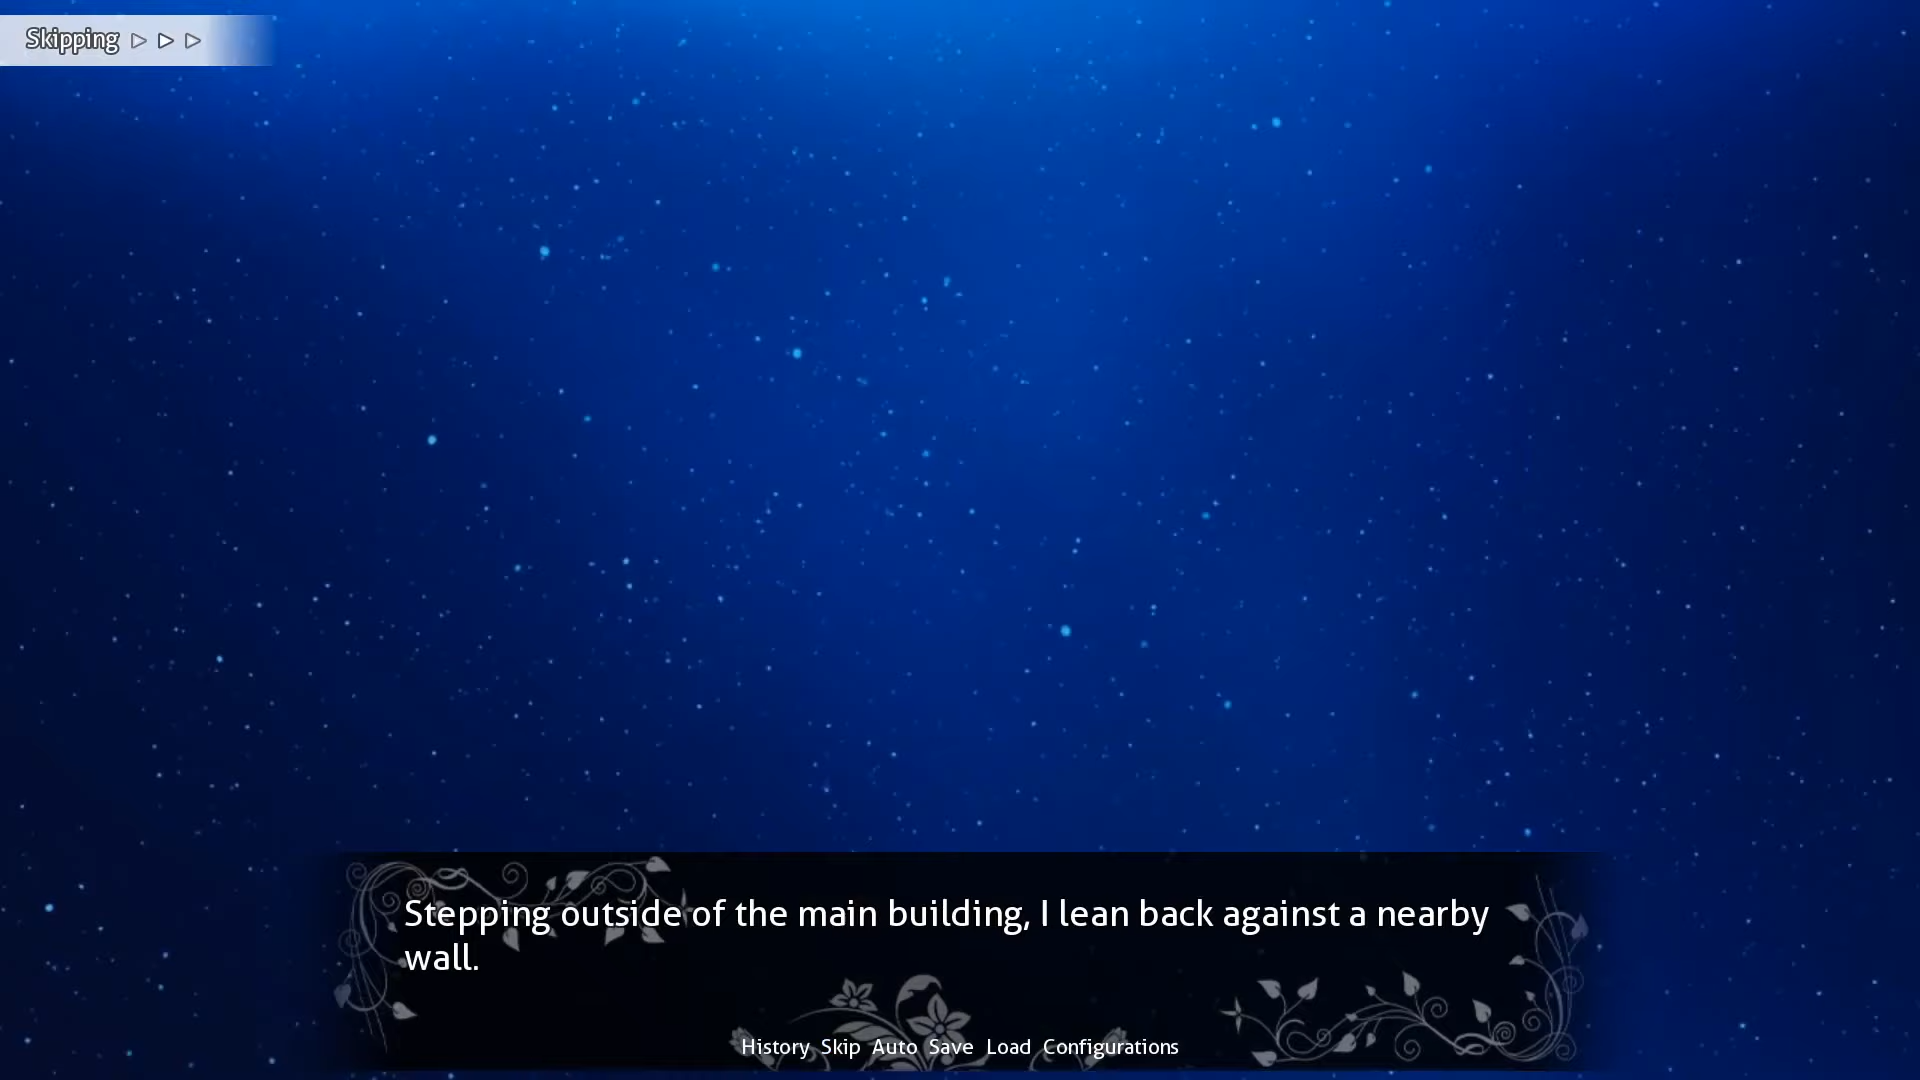 Skipping
Stepping outside of the main building, I lean back against a nearby
wall.
History Skip Auto Save Load Configurations